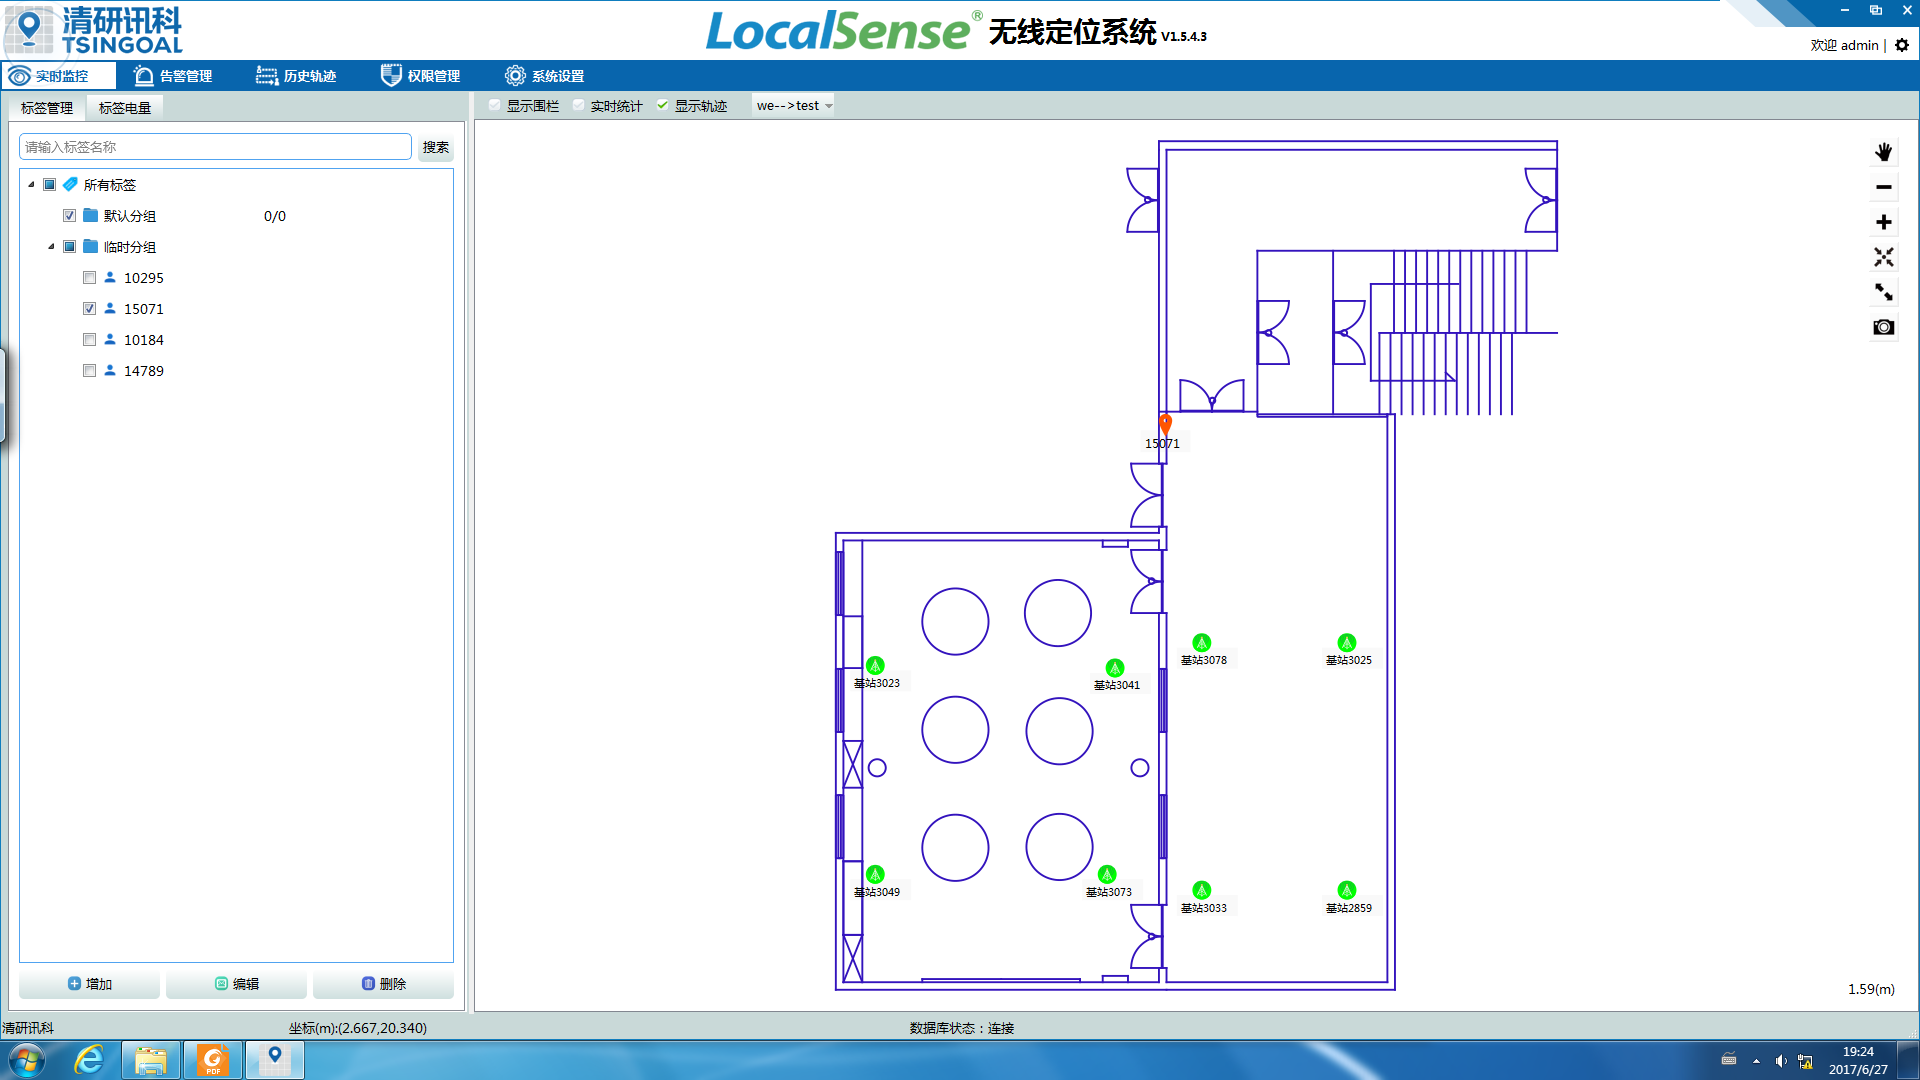 清研讯科
TSINGOAL
LocalSense® 无线定位系统 V1.5.4.3
欢迎 admin |
实时监控 告警管理 历史轨迹 权限管理 系统设置
标签管理 标签电量
显示围栏 实时统计 显示轨迹 we-->test
请输入标签名称 搜索
所有标签
默认分组 0/0
临时分组
10295
15071
10184
14789
15071
基站3078 基站3025
基站3023 基站3041
基站3049 基站3073
基站3033 基站2859
增加 编辑 删除
1.59(m)
清研讯科 坐标(m):(2.667,20.340) 数据库状态：连接
PDF
19:24
2017/6/27